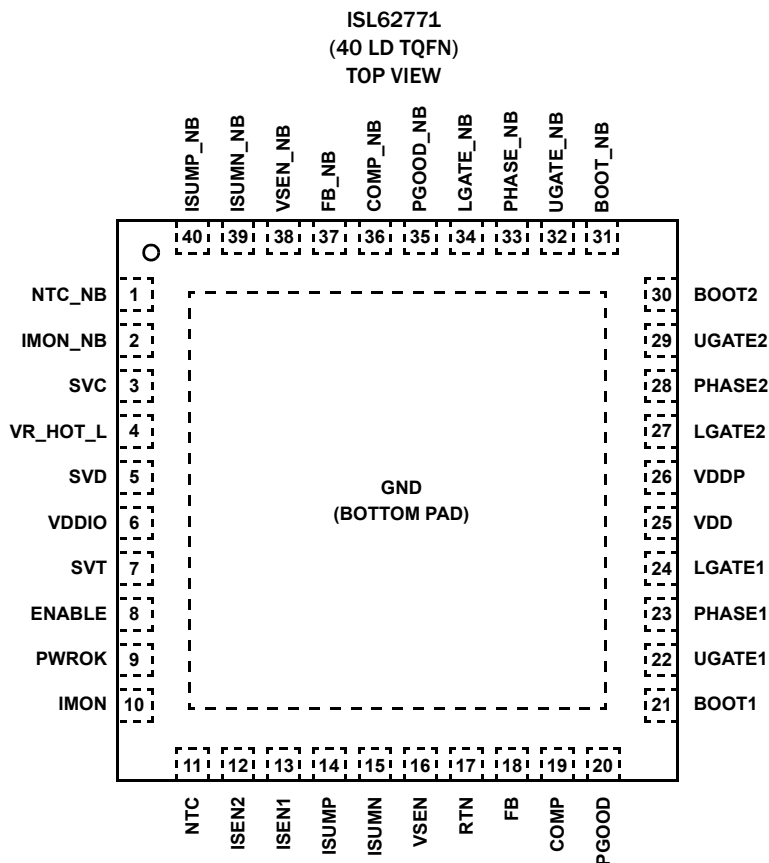 ISL62771
(40 LD TQFN)
TOP VIEW
ISUMP_NB
ISUMN_NB
VSEN_NB
FB_NB
COMP_NB
PGOOD_NB
LGATE_NB
PHASE_NB
UGATE_NB
BOOT_NB
40 39 38 37 36 35 34 33 32 31
NTC_NB 1
IMON_NB 2
SVC 3
VR_HOT_L 4
SVD 5
VDDIO 6
SVT 7
ENABLE 8
PWROK 9
IMON 10
GND
(BOTTOM PAD)
30 BOOT2
29 UGATE2
28 PHASE2
27 LGATE2
26 VDDP
25 VDD
24 LGATE1
23 PHASE1
22 UGATE1
21 BOOT1
11 12 13 14 15 16 17 18 19 20
NTC
ISEN2
ISEN1
ISUMP
ISUMN
VSEN
RTN
FB
COMP
PGOOD